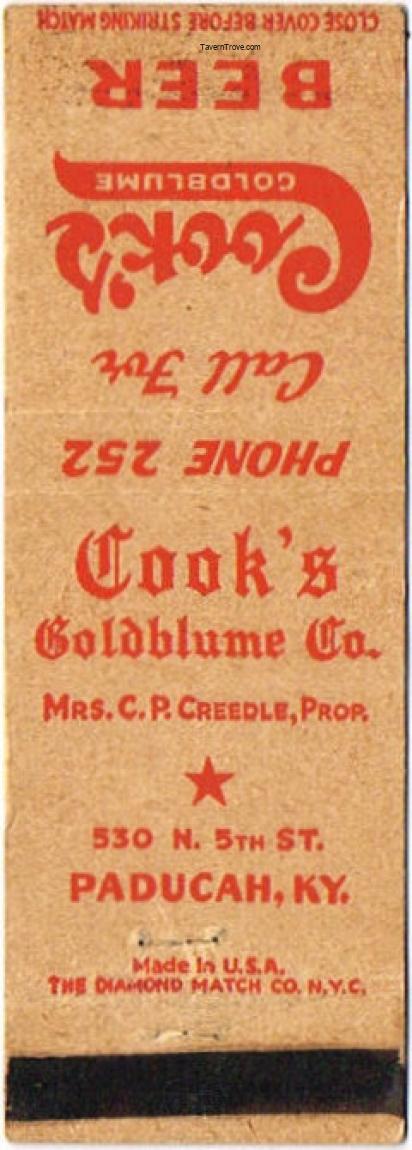 CLOSE COVER BEFORE STRIKING MATCH
TavernTrove.com
BEER
GOLDBLUME
Cook's
Call For
PHONE 252
Cook's
Goldblume Co.
MRS. C. P. CREEDLE, PROP.
530 N. 5TH ST.
PADUCAH, KY.
Made in U.S.A.
THE DIAMOND MATCH CO. N.Y.C.